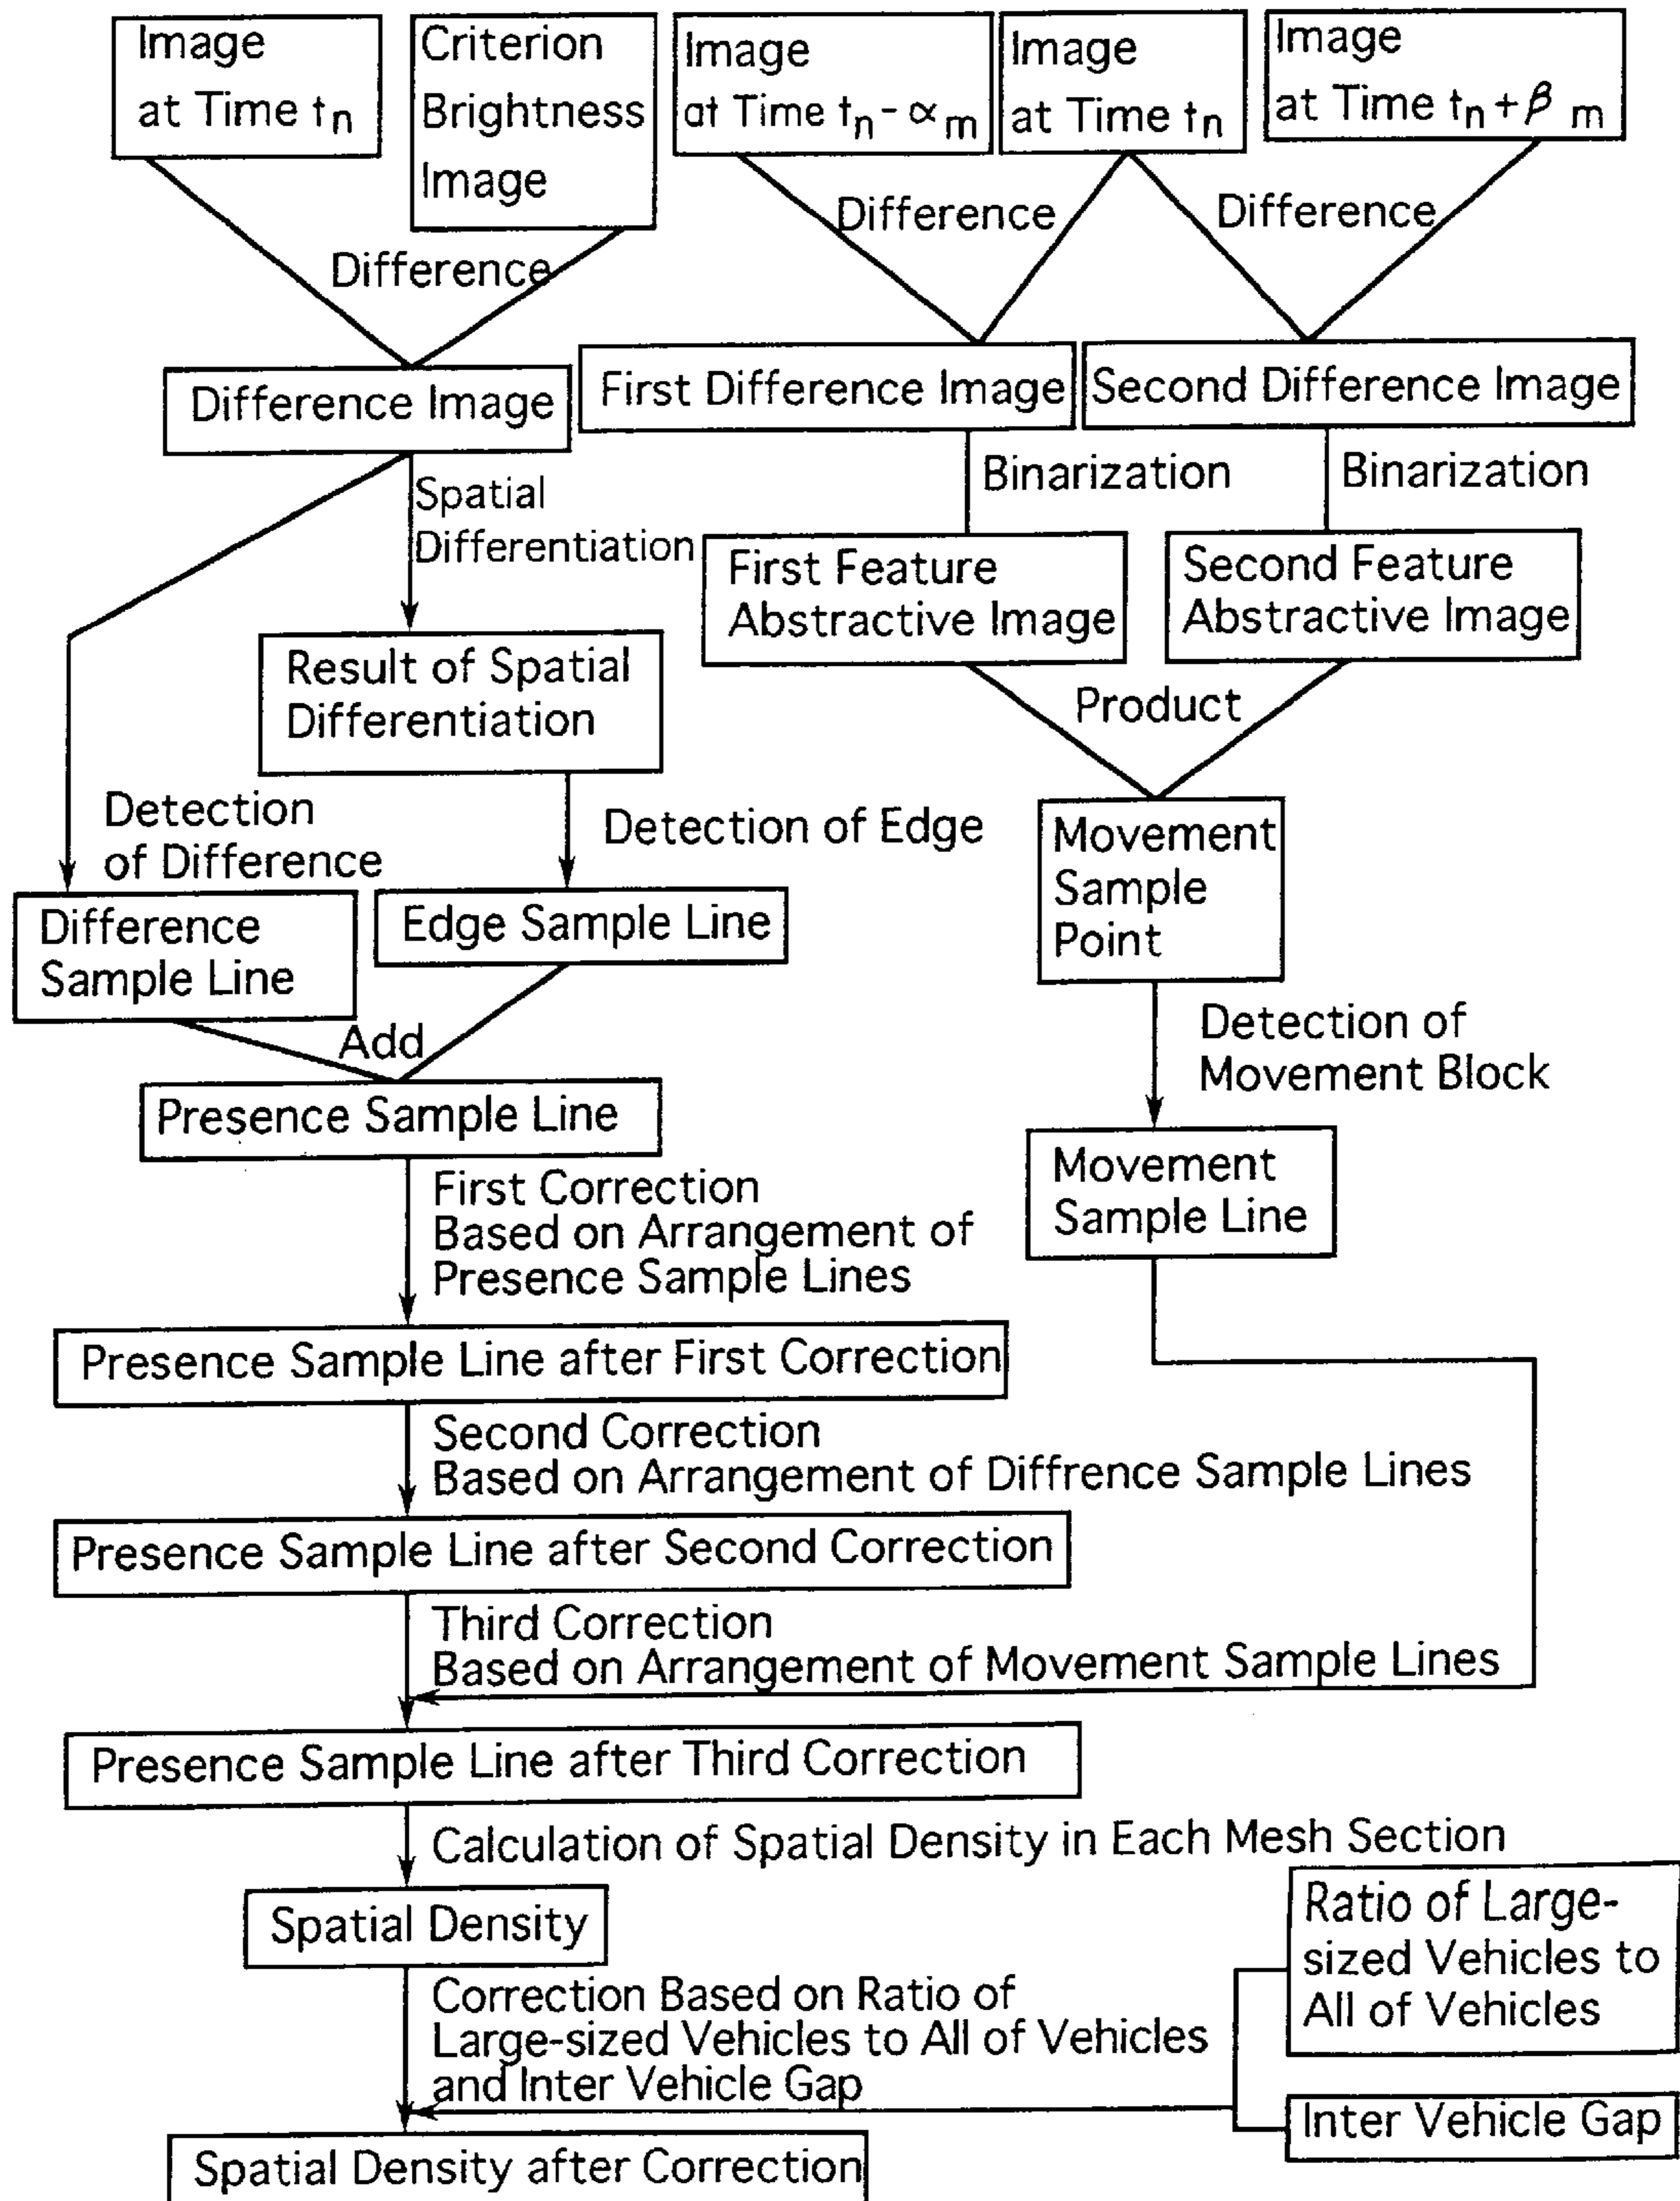 Image
at Time tn
Criterion
Brightness
Image
Image
at Time tn - αm
Image
at Time tn
Image
at Time tn + β m
Difference
Difference
Difference
Difference Image
First Difference Image
Second Difference Image
Spatial
Differentiation
Binarization
Binarization
First Feature
Abstractive Image
Second Feature
Abstractive Image
Result of Spatial
Differentiation
Product
Detection
of Difference
Detection of Edge
Movement
Sample
Point
Difference
Sample Line
Edge Sample Line
Add
Detection of
Movement Block
Presence Sample Line
Movement
Sample Line
First Correction
Based on Arrangement of
Presence Sample Lines
Presence Sample Line after First Correction
Second Correction
Based on Arrangement of Diffrence Sample Lines
Presence Sample Line after Second Correction
Third Correction
Based on Arrangement of Movement Sample Lines
Presence Sample Line after Third Correction
Calculation of Spatial Density in Each Mesh Section
Spatial Density
Ratio of Large-
sized Vehicles to
All of Vehicles
Correction Based on Ratio of
Large-sized Vehicles to All of Vehicles
and Inter Vehicle Gap
Inter Vehicle Gap
Spatial Density after Correction